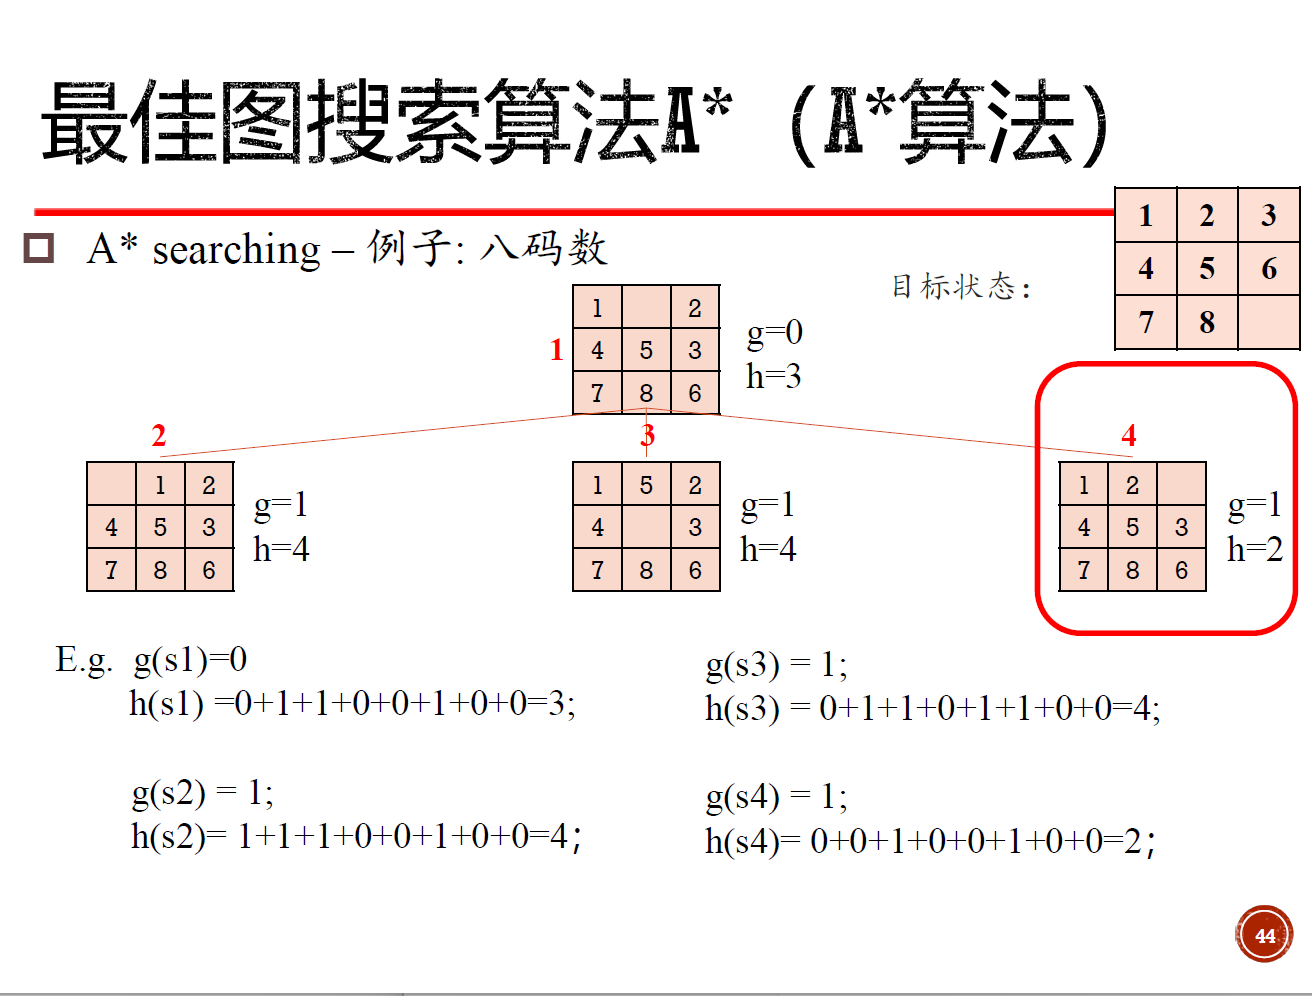 最佳图搜索算法A*（A*算法）
A* searching – 例子: 八码数
目标状态：
1 2 3
4 5 6
7 8
1
1 2
4 5 3
7 8 6
g=0
h=3
2
1 2
4 5 3
7 8 6
g=1
h=4
3
1 5 2
4 3
7 8 6
g=1
h=4
4
1 2
4 5 3
7 8 6
g=1
h=2
E.g. g(s1)=0
h(s1) =0+1+1+0+0+1+0+0=3;
g(s2) = 1;
h(s2)= 1+1+1+0+0+1+0+0=4；
g(s3) = 1;
h(s3) = 0+1+1+0+1+1+0+0=4;
g(s4) = 1;
h(s4)= 0+0+1+0+0+1+0+0=2；
44